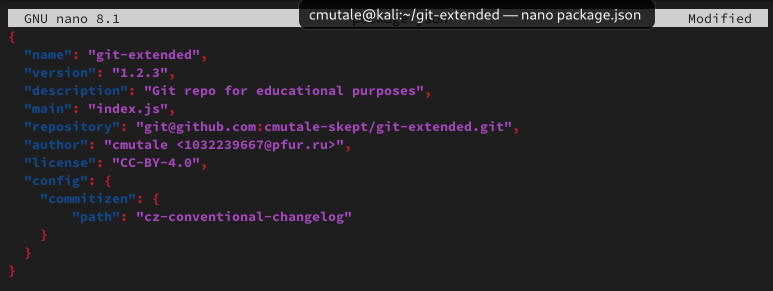 cmutale@kali:~/git-extended — nano package.json
GNU nano 8.1 Modified
{
  "name": "git-extended",
  "version": "1.2.3",
  "description": "Git repo for educational purposes",
  "main": "index.js",
  "repository": "git@github.com:cmutale-skept/git-extended.git",
  "author": "cmutale <1032239667@pfur.ru>",
  "license": "CC-BY-4.0",
  "config": {
    "commitizen": {
        "path": "cz-conventional-changelog"
    }
  }
}